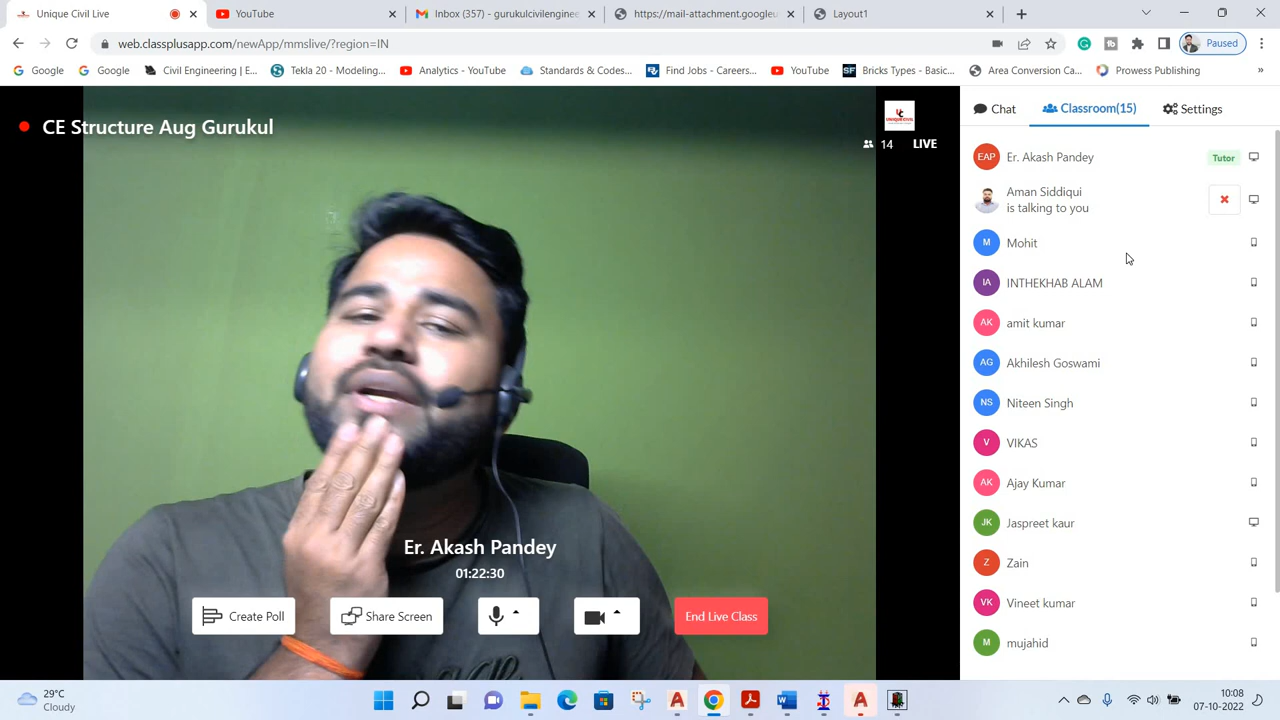 Unique Civil Live
YouTube
Inbox (357) - gurukulcivilenginee
https://mail-attachment.googleu
Layout1
web.classplusapp.com/newApp/mmslive/?region=IN
Paused
Google
Google
Civil Engineering | E...
Tekla 20 - Modeling...
Analytics - YouTube
Standards & Codes...
Find Jobs - Careers...
YouTube
Bricks Types - Basic...
Area Conversion Ca...
Prowess Publishing
CE Structure Aug Gurukul
UNIQUE CIVIL
14
LIVE
Er. Akash Pandey
01:22:30
Create Poll
Share Screen
End Live Class
Chat
Classroom(15)
Settings
EAP
Er. Akash Pandey
Tutor
Aman Siddiqui
is talking to you
M
Mohit
IA
INTHEKHAB ALAM
AK
amit kumar
AG
Akhilesh Goswami
NS
Niteen Singh
V
VIKAS
AK
Ajay Kumar
JK
Jaspreet kaur
Z
Zain
VK
Vineet kumar
M
mujahid
29°C
Cloudy
10:08
07-10-2022